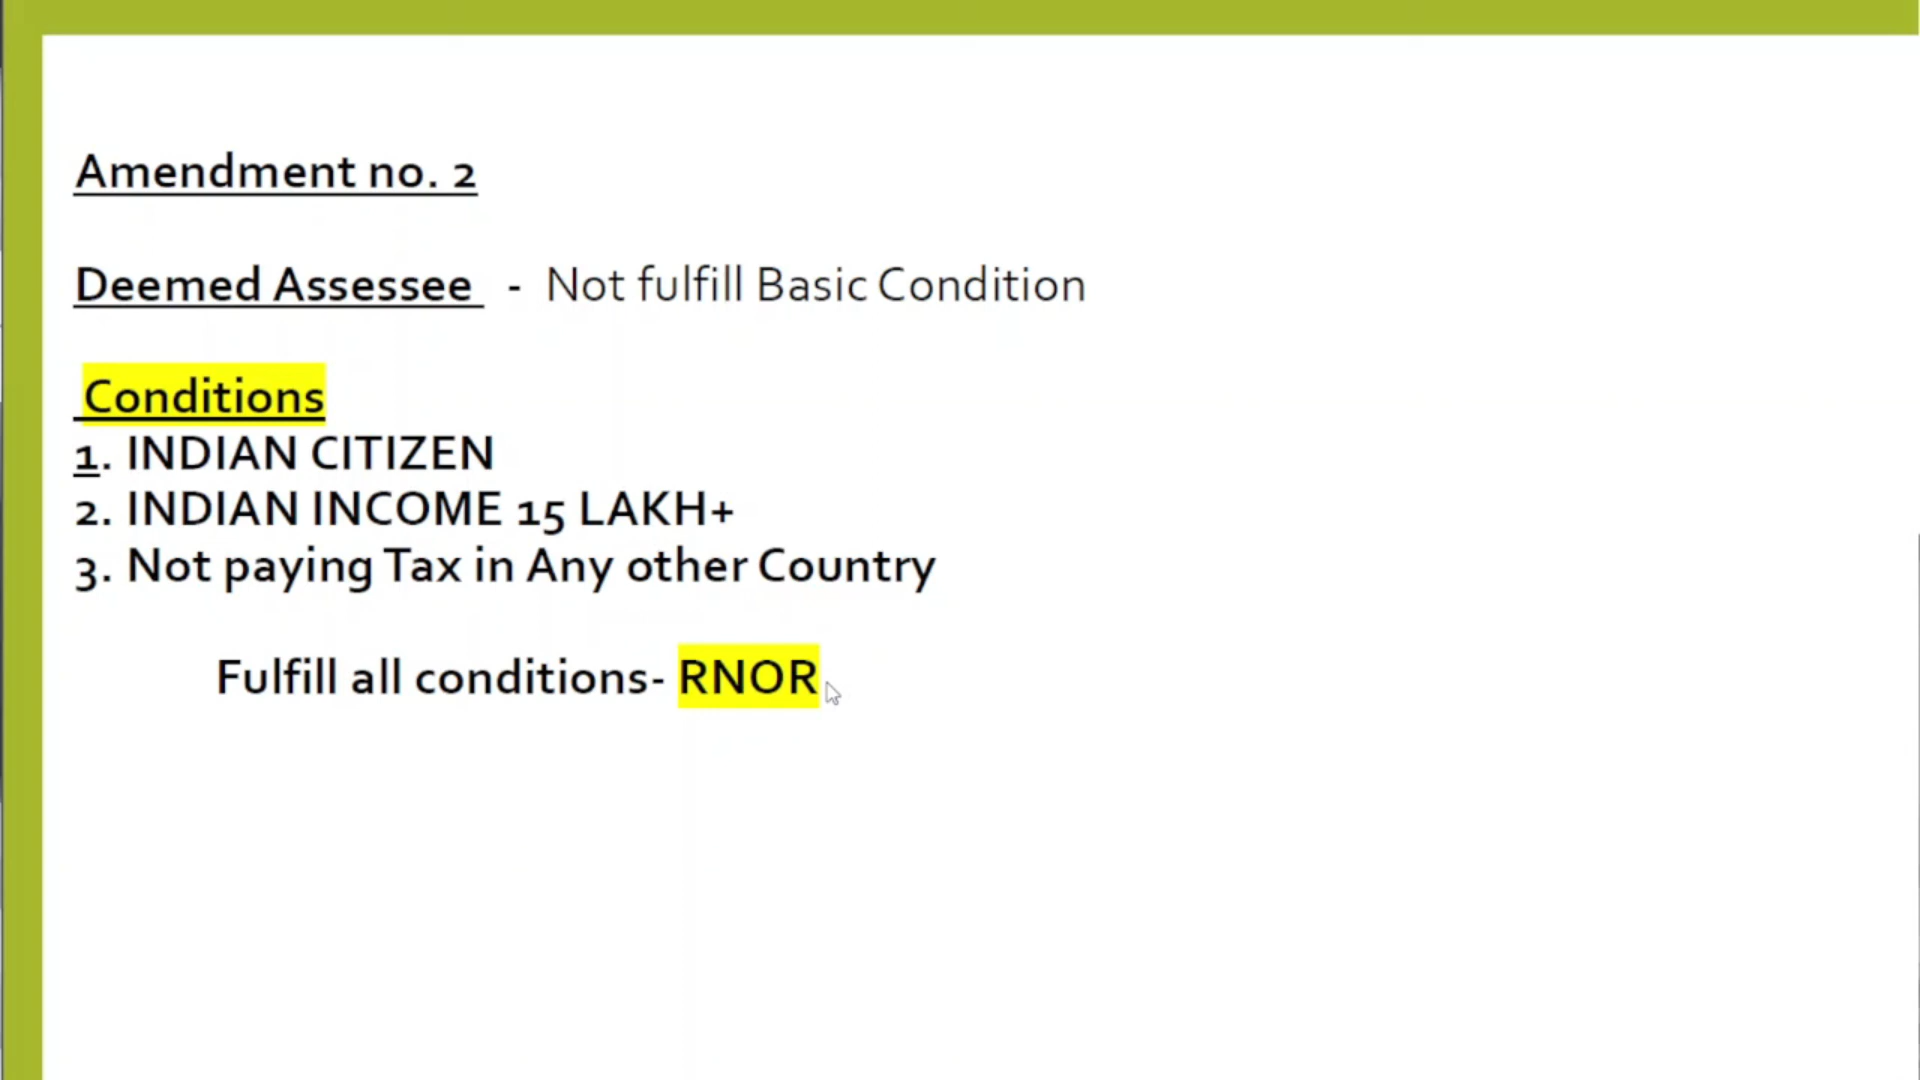 Amendment no. 2
Deemed Assessee - Not fulfill Basic Condition
Conditions
1. INDIAN CITIZEN
2. INDIAN INCOME 15 LAKH+
3. Not paying Tax in Any other Country
Fulfill all conditions- RNOR